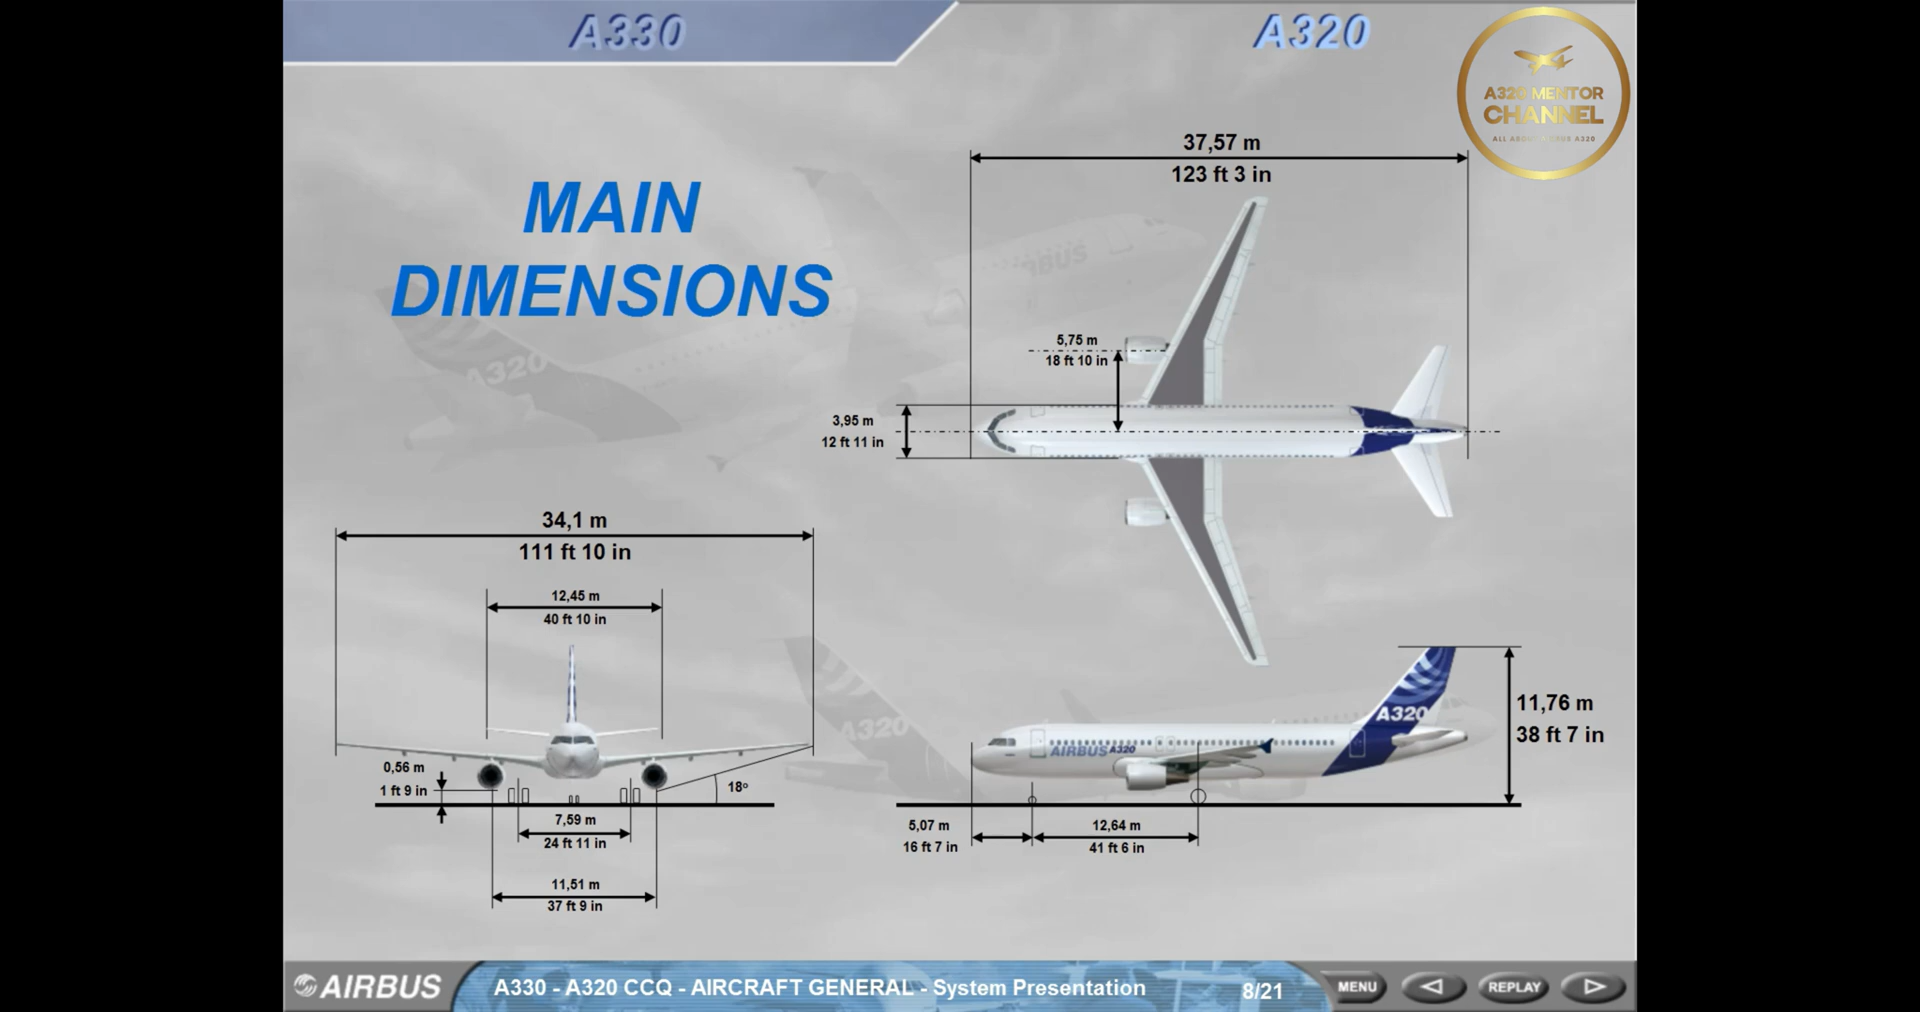 A330
A320
A320 MENTOR
CHANNEL
MAIN
DIMENSIONS
37,57 m
123 ft 3 in
5,75 m
18 ft 10 in
3,95 m
12 ft 11 in
34,1 m
111 ft 10 in
12,45 m
40 ft 10 in
0,56 m
1 ft 9 in
18°
7,59 m
24 ft 11 in
11,51 m
37 ft 9 in
A320
AIRBUS A320
11,76 m
38 ft 7 in
5,07 m
16 ft 7 in
12,64 m
41 ft 6 in
A320
A320
AIRBUS
A330 - A320 CCQ - AIRCRAFT GENERAL - System Presentation
8/21
MENU
REPLAY